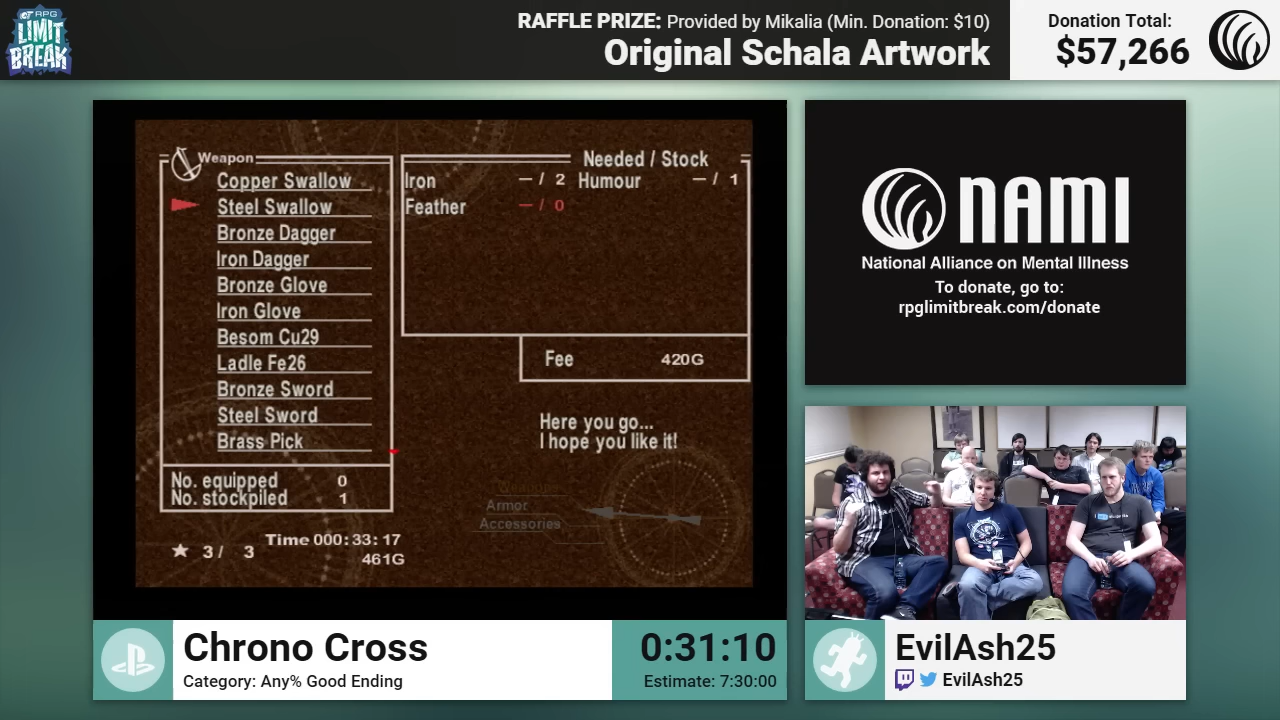 RPG
LIMIT
BREAK
RAFFLE PRIZE: Provided by Mikalia (Min. Donation: $10)
Original Schala Artwork
Donation Total:
$57,266
Weapon
Copper Swallow
Steel Swallow
Bronze Dagger
Iron Dagger
Bronze Glove
Iron Glove
Besom Cu29
Ladle Fe26
Bronze Sword
Steel Sword
Brass Pick
No. equipped 0
No. stockpiled 1
3/ 3
Time 000:33:17
461G
Needed / Stock
Iron – / 2 Humour – / 1
Feather – / 0
Fee 420G
Here you go...
I hope you like it!
Armor
Accessories
NAMI
National Alliance on Mental Illness
To donate, go to:
rpglimitbreak.com/donate
Chrono Cross
Category: Any% Good Ending
0:31:10
Estimate: 7:30:00
EvilAsh25
EvilAsh25